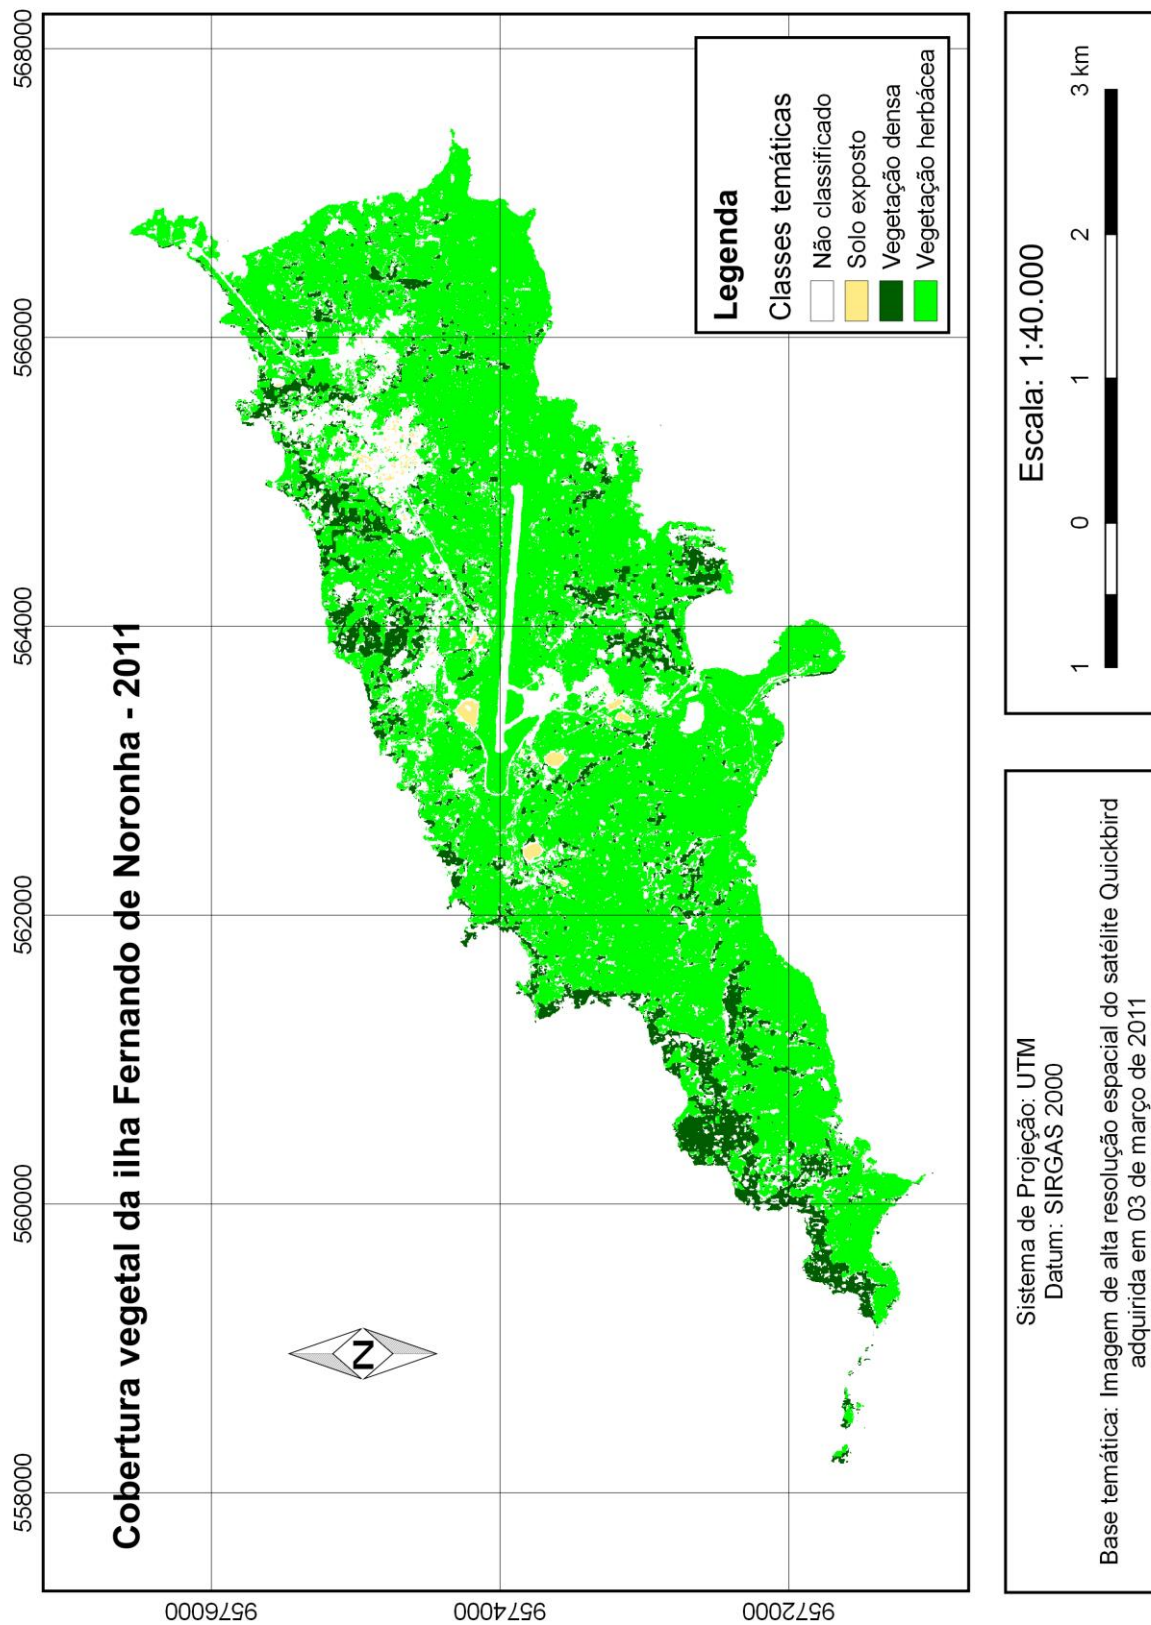 Cobertura vegetal da ilha Fernando de Noronha - 2011
558000
560000
562000
564000
566000
568000
9576000
9574000
9572000
N
Legenda
Classes temáticas
Não classificado
Solo exposto
Vegetação densa
Vegetação herbácea
Sistema de Projeção: UTM
Datum: SIRGAS 2000
Base temática: Imagem de alta resolução espacial do satélite Quickbird
adquirida em 03 de março de 2011
Escala: 1:40.000
1 0 1 2 3 km